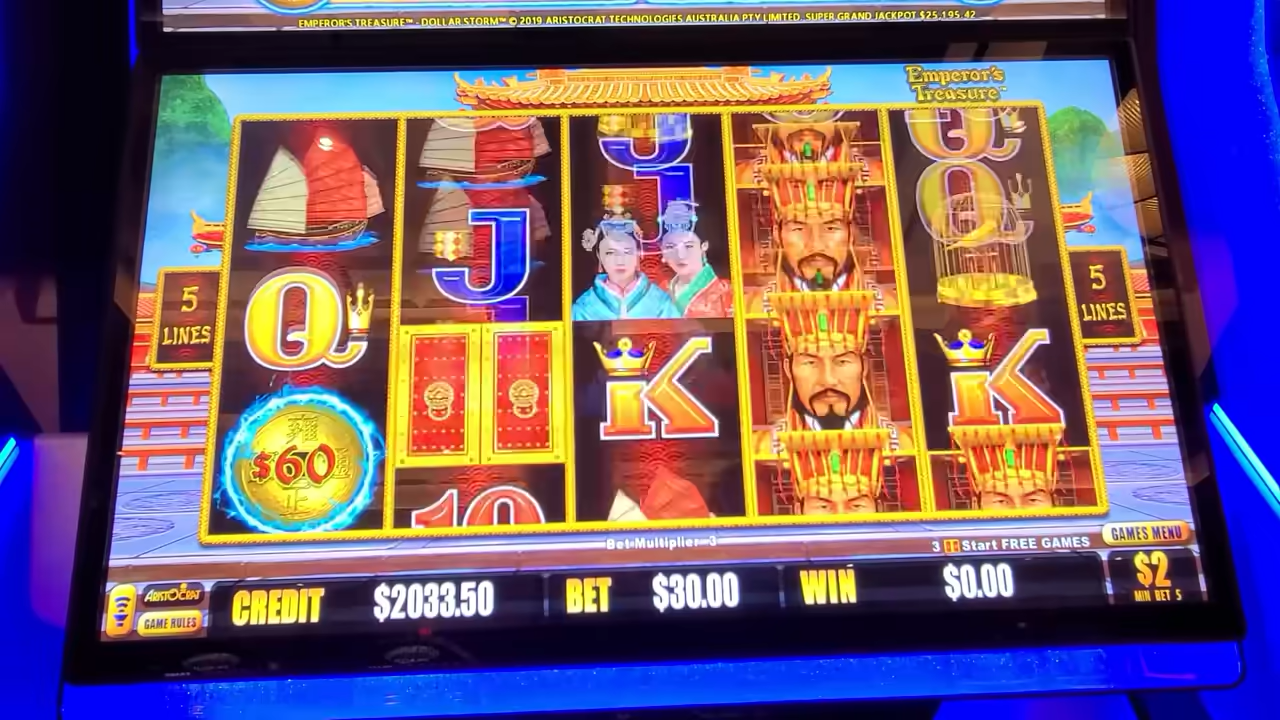 EMPEROR'S TREASURE™ - DOLLAR STORM™ © 2019 ARISTOCRAT TECHNOLOGIES AUSTRALIA PTY LIMITED. SUPER GRAND JACKPOT $25,195.42
Emperor's
Treasure™
Q
J
Q
J
Q
5
LINES
J
5
LINES
Q
K
K
$60
10
Bet Multiplier 3
3 Start FREE GAMES
GAMES MENU
ARISTOCRAT
GAME RULES
CREDIT $2033.50 BET $30.00 WIN $0.00
$2
MIN BET 5